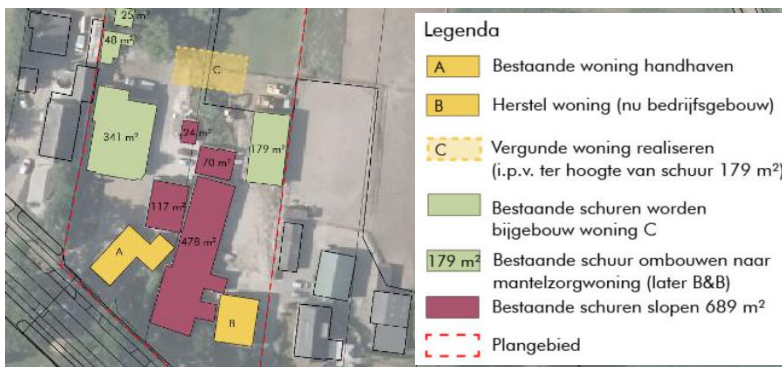 25 m²
48 m²
C
341 m²
24 m²
179 m²
70 m²
117 m²
478 m²
A
B
Legenda
A Bestaande woning handhaven
B Herstel woning (nu bedrijfsgebouw)
C Vergunde woning realiseren
(i.p.v. ter hoogte van schuur 179 m²)
Bestaande schuren worden
bijgebouw woning C
179 m² Bestaande schuur ombouwen naar
mantelzorgwoning (later B&B)
Bestaande schuren slopen 689 m²
Plangebied